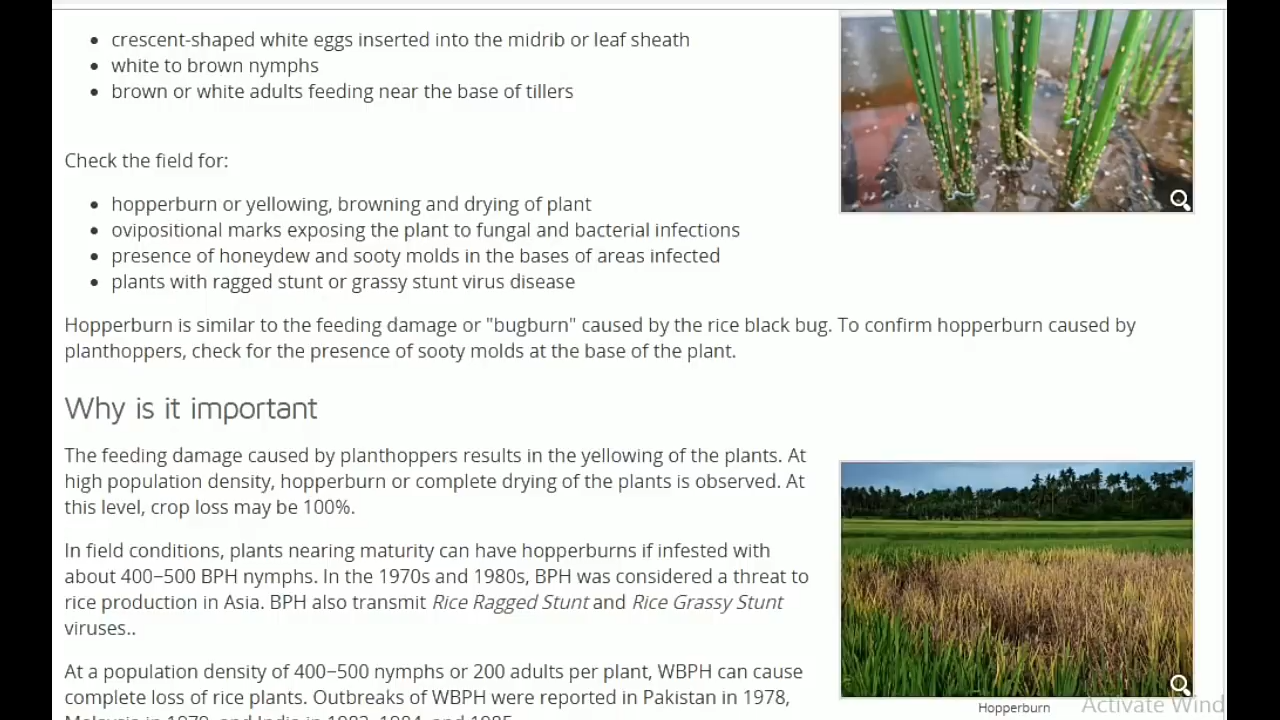 crescent-shaped white eggs inserted into the midrib or leaf sheath
white to brown nymphs
brown or white adults feeding near the base of tillers
Check the field for:
hopperburn or yellowing, browning and drying of plant
ovipositional marks exposing the plant to fungal and bacterial infections
presence of honeydew and sooty molds in the bases of areas infected
plants with ragged stunt or grassy stunt virus disease
Hopperburn is similar to the feeding damage or "bugburn" caused by the rice black bug. To confirm hopperburn caused by
planthoppers, check for the presence of sooty molds at the base of the plant.
Why is it important
The feeding damage caused by planthoppers results in the yellowing of the plants. At
high population density, hopperburn or complete drying of the plants is observed. At
this level, crop loss may be 100%.
In field conditions, plants nearing maturity can have hopperburns if infested with
about 400−500 BPH nymphs. In the 1970s and 1980s, BPH was considered a threat to
rice production in Asia. BPH also transmit Rice Ragged Stunt and Rice Grassy Stunt
viruses..
At a population density of 400−500 nymphs or 200 adults per plant, WBPH can cause
complete loss of rice plants. Outbreaks of WBPH were reported in Pakistan in 1978,
Hopperburn
Activate Wind